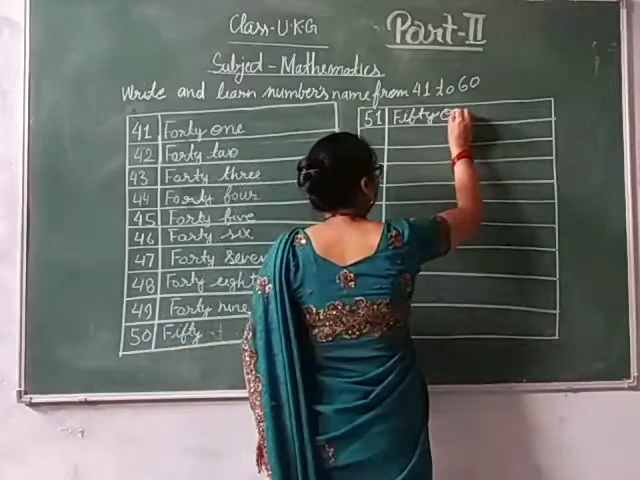 Class-U.K.G
Part-II
Subject-Mathematics
Write and learn number's name from 41 to 60
41 Forty one
42 Forty two
43 Forty three
44 Forty four
45 Forty five
46 Forty six
47 Forty seven
48 Forty eight
49 Forty nine
50 Fifty
51 Fifty